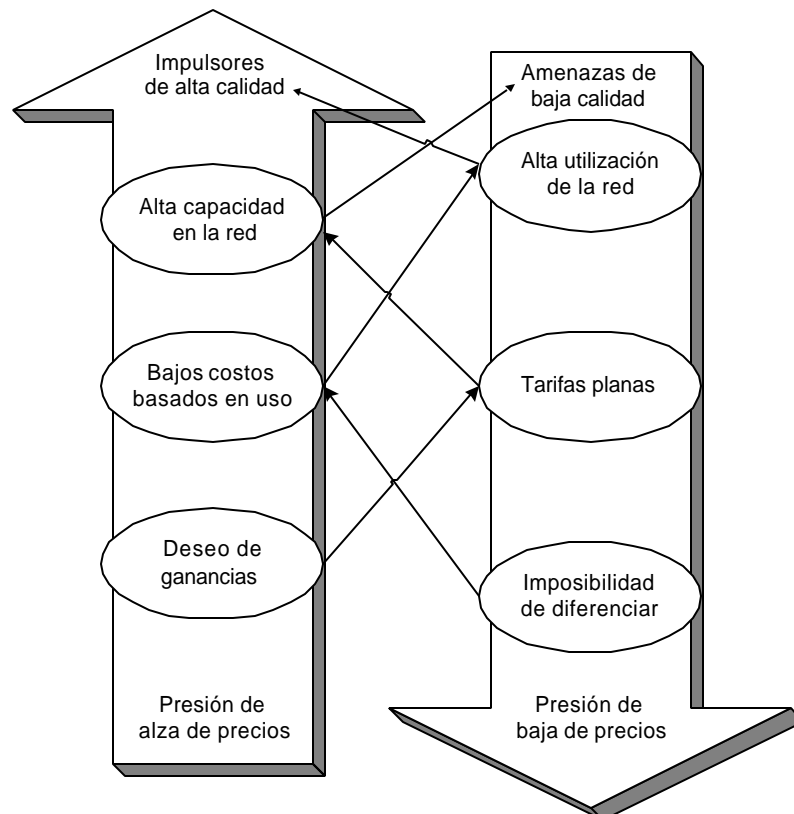 Impulsores
de alta calidad
Alta capacidad
en la red
Bajos costos
basados en uso
Deseo de
ganancias
Presión de
alza de precios
Amenazas de
baja calidad
Alta utilización
de la red
Tarifas planas
Imposibilidad
de diferenciar
Presión de
baja de precios